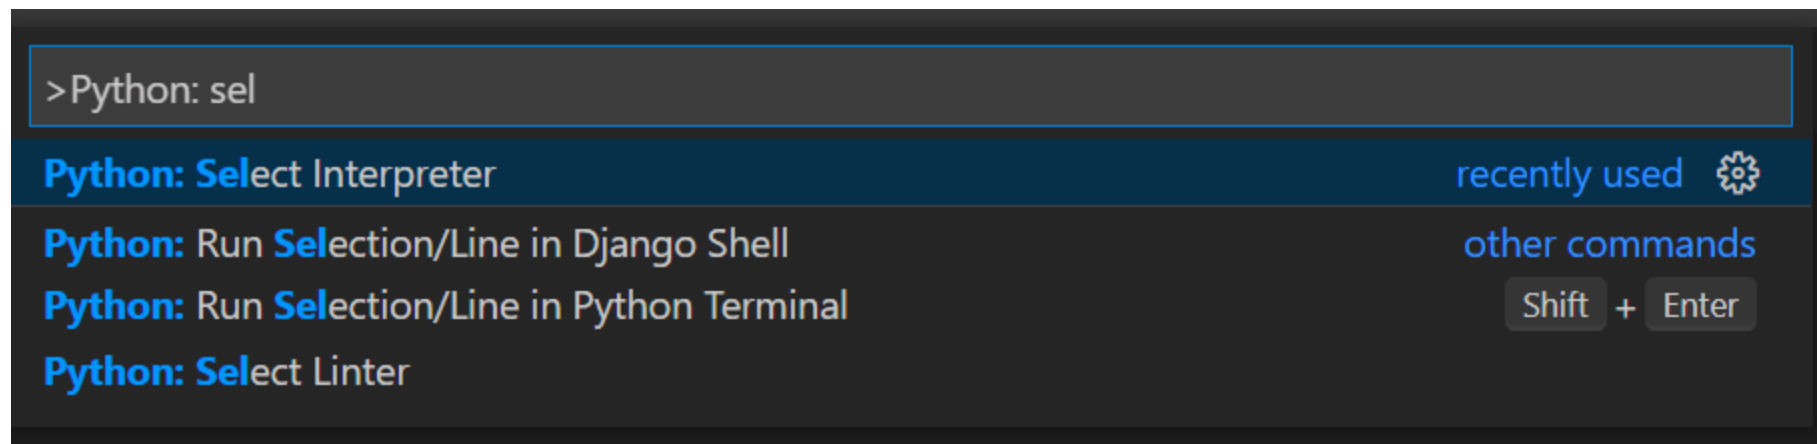 >Python: sel
Python: Select Interpreter recently used
Python: Run Selection/Line in Django Shell other commands
Python: Run Selection/Line in Python Terminal Shift + Enter
Python: Select Linter